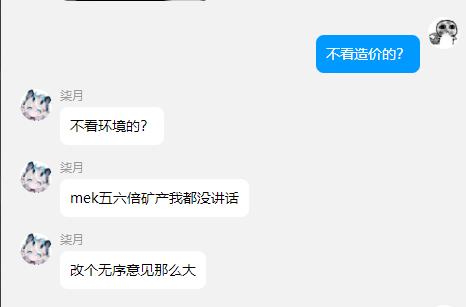 不看造价的？
柒月
不看环境的？
柒月
mek五六倍矿产我都没讲话
柒月
改个无序意见那么大